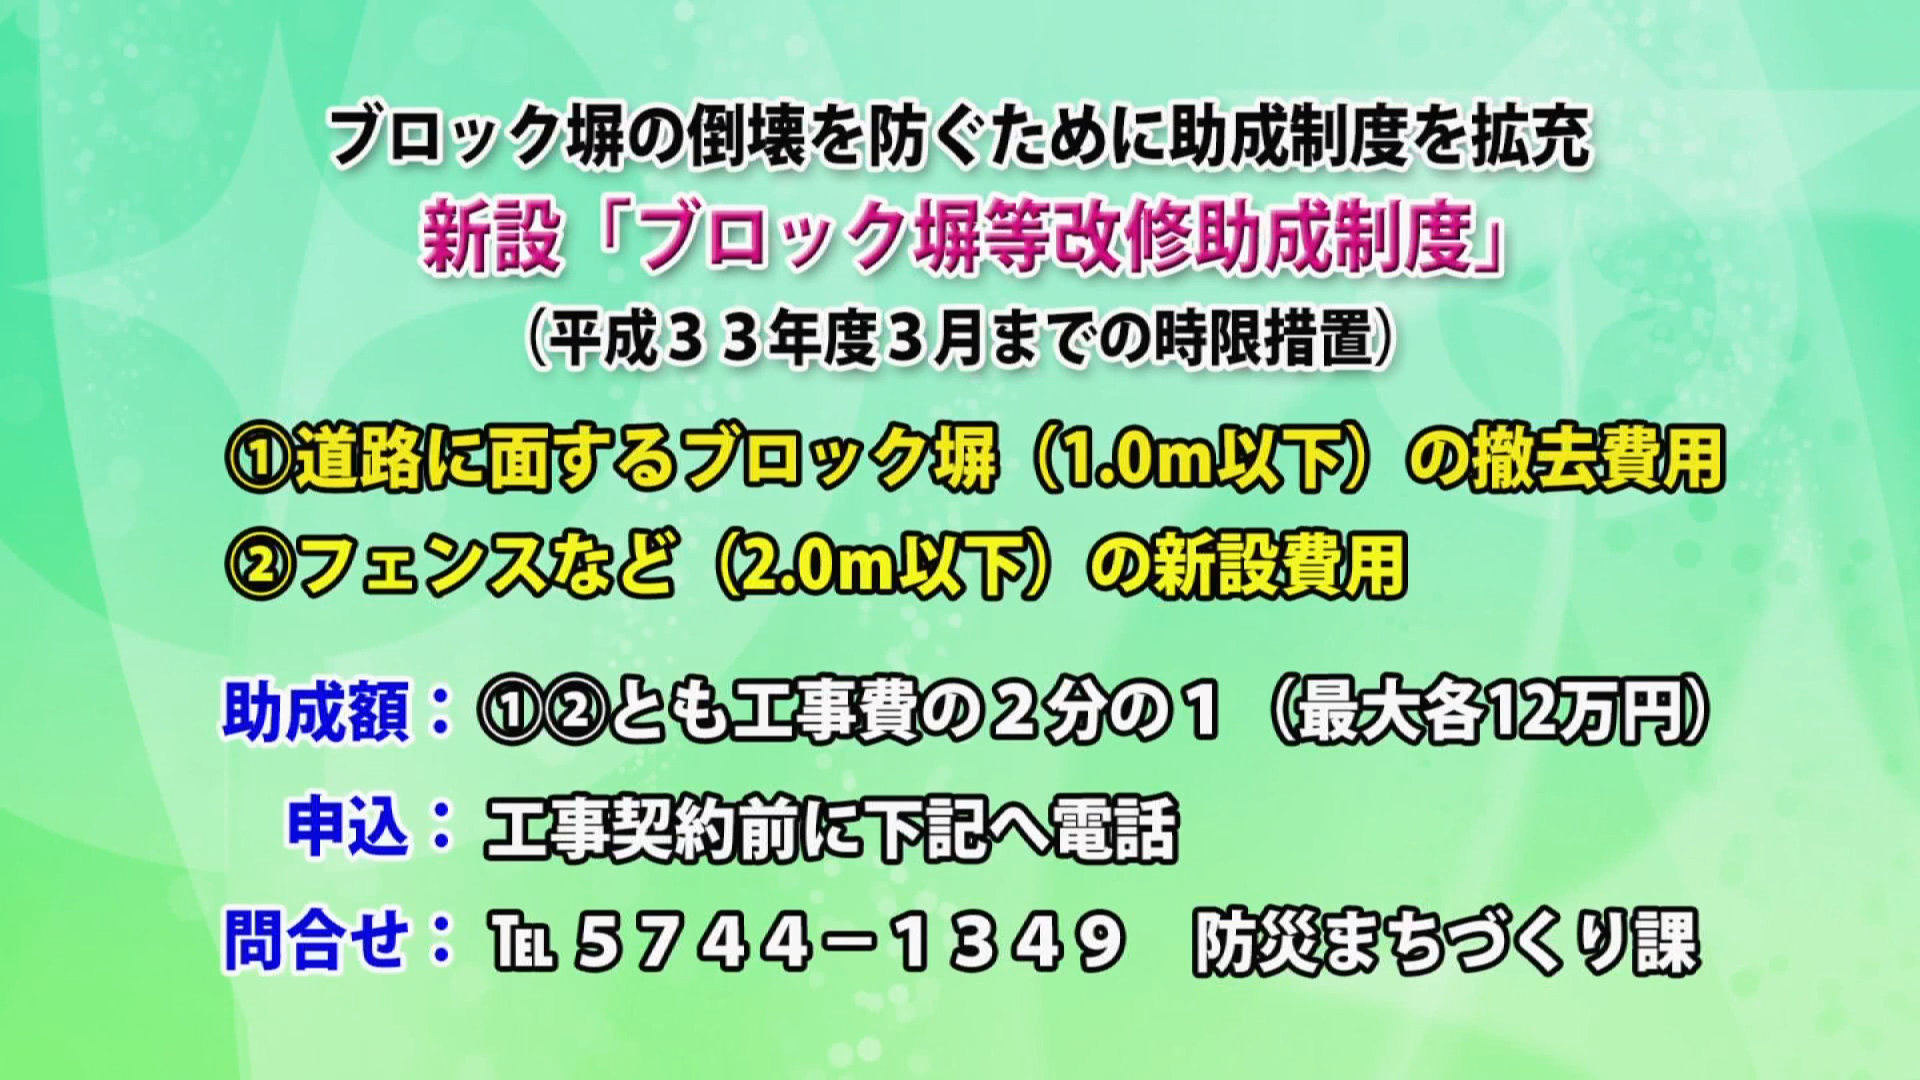 ブロック塀の倒壊を防ぐために助成制度を拡充
新設「ブロック塀等改修助成制度」
（平成３３年度３月までの時限措置）
①道路に面するブロック塀（1.0m以下）の撤去費用
②フェンスなど（2.0m以下）の新設費用
助成額：①②とも工事費の２分の１（最大各12万円）
申込：工事契約前に下記へ電話
問合せ：℡５７４４－１３４９　防災まちづくり課